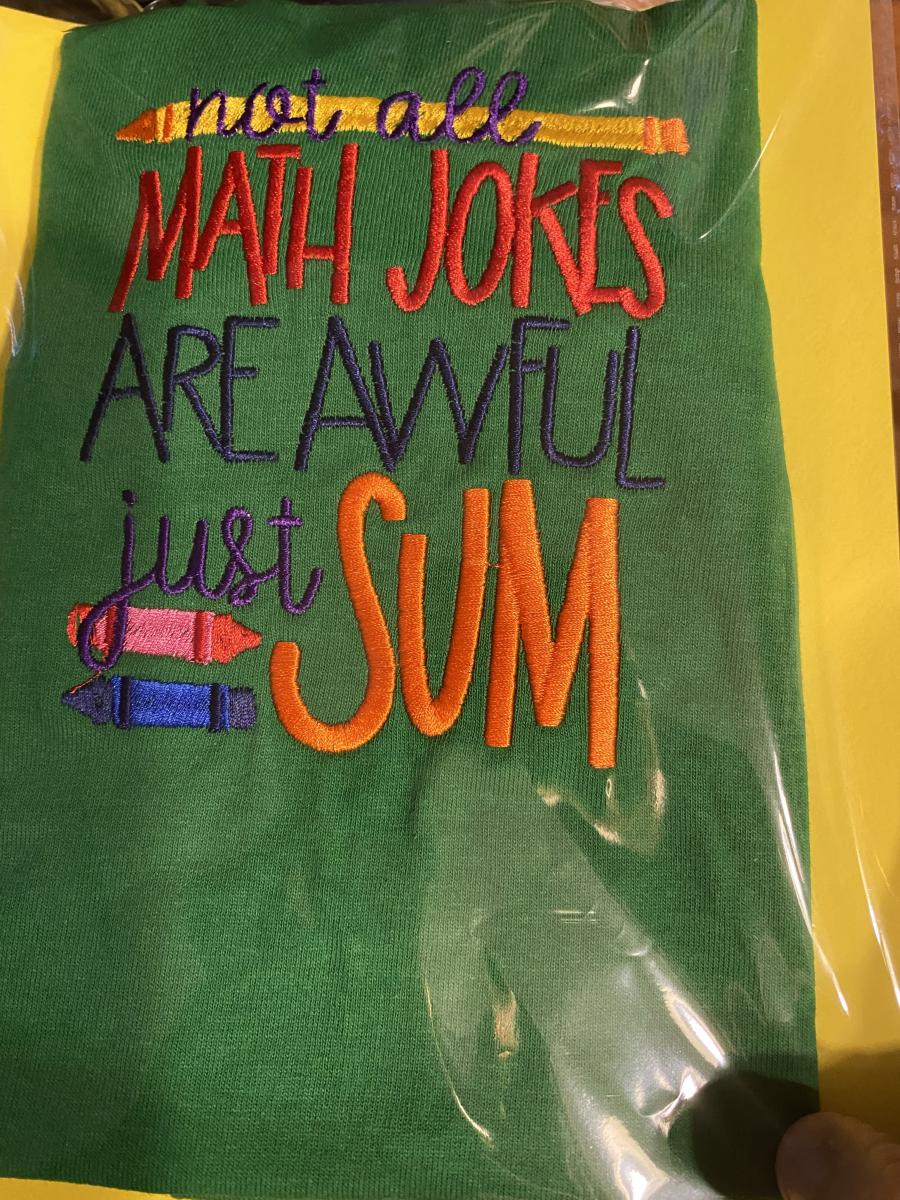 not all
MATH JOKES
ARE AWFUL
just SUM